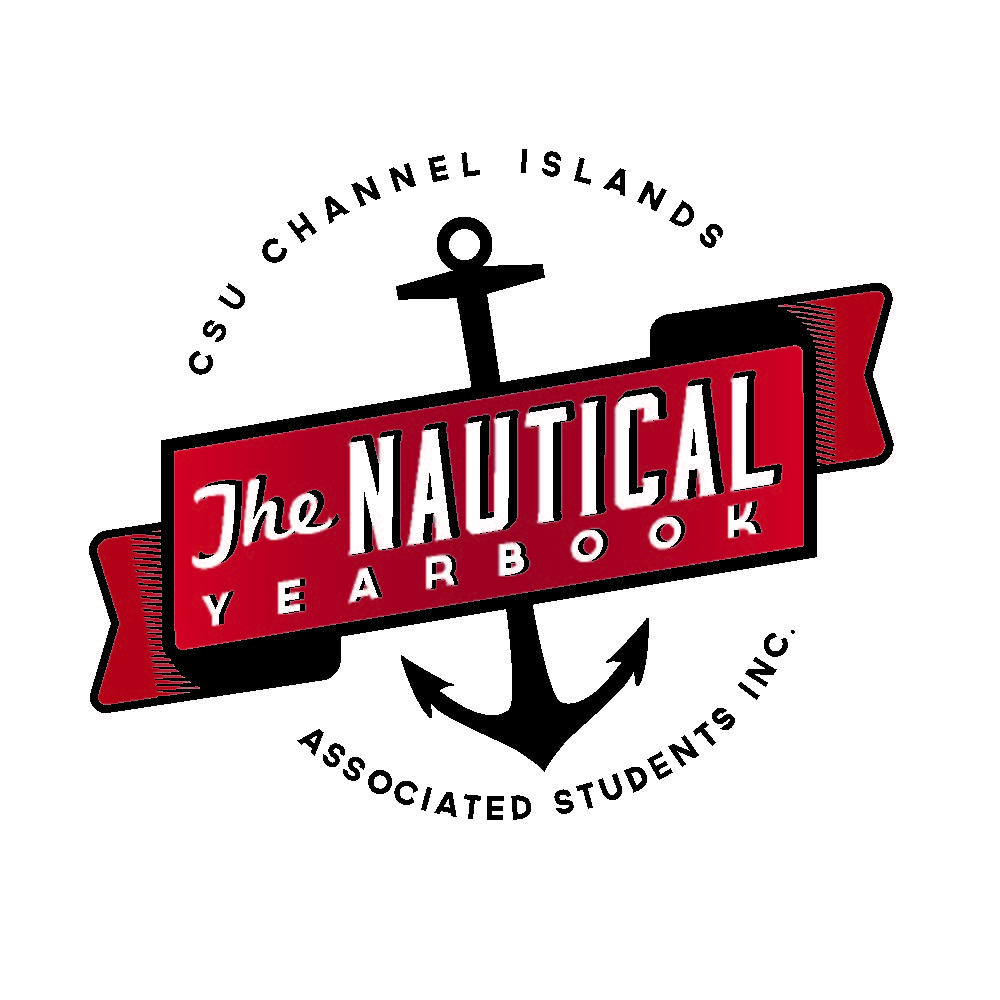 CSU CHANNEL ISLANDS
The NAUTICAL
YEARBOOK
ASSOCIATED STUDENTS INC.